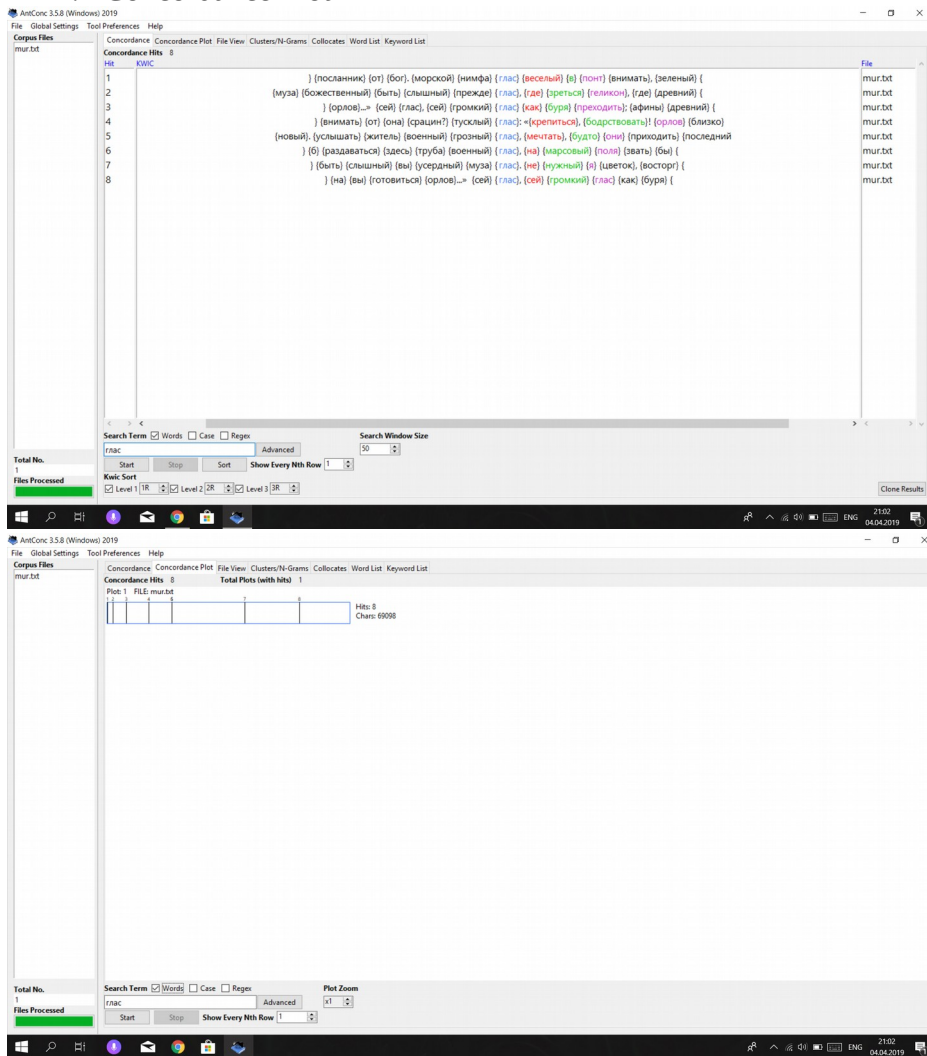 AntConc 3.5.8 (Windows) 2019
File Global Settings Tool Preferences Help
Corpus Files
mur.txt
Concordance Concordance Plot File View Clusters/N-Grams Collocates Word List Keyword List
Concordance Hits 8
Hit KWIC File
1 } {посланник} {от} {бог}. {морской} {нимфа} {глас} {веселый} {в} {понт} {внимать}, {зеленый} { mur.txt
2 {муза} {божественный} {быть} {слышный} {прежде} {глас}, {где} {зреться} {геликон}, {где} {древний} { mur.txt
3 } {орлов}...» {сей} {глас}, {сей} {громкий} {глас} {как} {буря} {преходить}; {афины} {древний} { mur.txt
4 } {внимать} {от} {она} {срацин?} {тусклый} {глас}: «{крепиться}, {бодрствовать}! {орлов} {близко} mur.txt
5 {новый}. {услышать} {житель} {военный} {грозный} {глас}, {мечтать}, {будто} {они} {приходить} {последний mur.txt
6 } {б} {раздаваться} {здесь} {труба} {военный} {глас}, {на} {марсовый} {поля} {звать} {бы} { mur.txt
7 } {быть} {слышный} {вы} {усердный} {муза} {глас}. {не} {нужный} {я} {цветок}, {восторг} { mur.txt
8 } {на} {вы} {готовиться} {орлов}...» {сей} {глас}, {сей} {громкий} {глас} {как} {буря} { mur.txt
Search Term Words Case Regex Search Window Size
глас Advanced 50
Total No.
1
Start Stop Sort Show Every Nth Row 1
Files Processed
Kwic Sort
Level 1 1R Level 2 2R Level 3 3R Clone Results
ENG 21:02
04.04.2019
AntConc 3.5.8 (Windows) 2019
File Global Settings Tool Preferences Help
Corpus Files
mur.txt
Concordance Concordance Plot File View Clusters/N-Grams Collocates Word List Keyword List
Concordance Hits 8 Total Plots (with hits) 1
Plot: 1 FILE: mur.txt
Hits: 8
Chars: 69098
Total No.
1
Search Term Words Case Regex Plot Zoom
глас Advanced x1
Files Processed
Start Stop Show Every Nth Row 1
ENG 21:02
04.04.2019